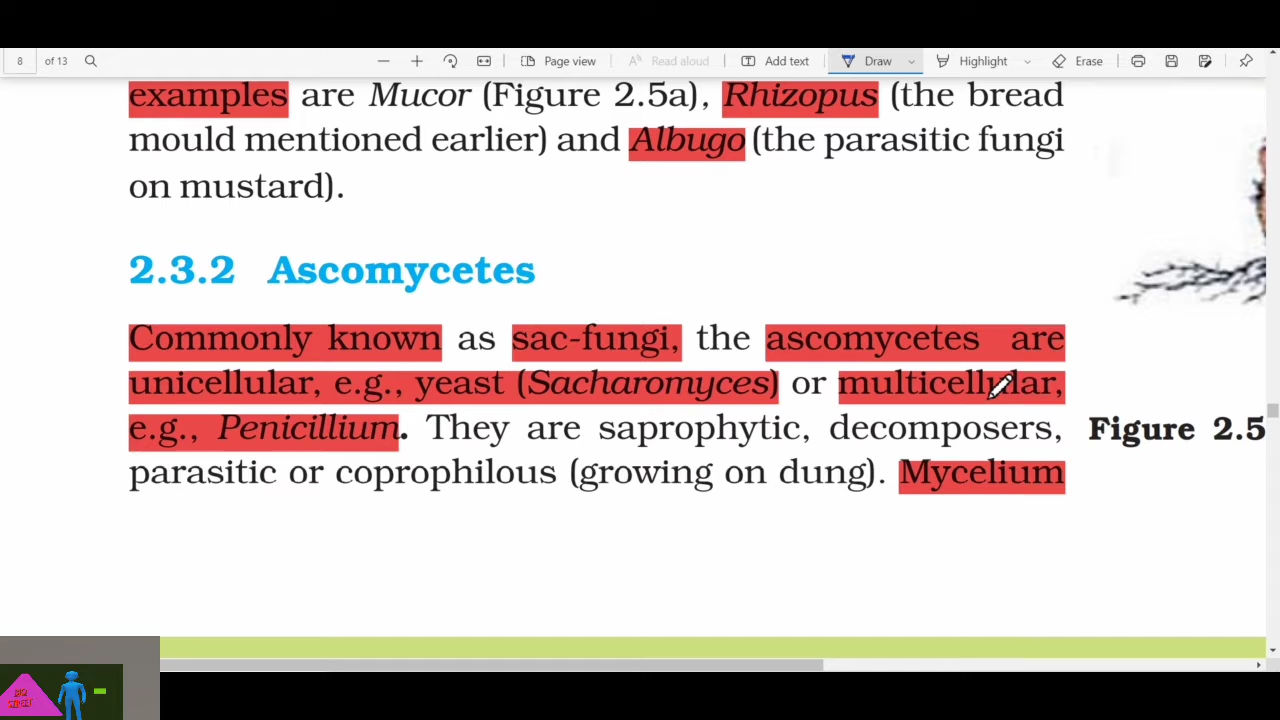 8 of 13 Page view Read aloud Add text Draw Highlight Erase
examples are Mucor (Figure 2.5a), Rhizopus (the bread
mould mentioned earlier) and Albugo (the parasitic fungi
on mustard).
2.3.2 Ascomycetes
Commonly known as sac-fungi, the ascomycetes are
unicellular, e.g., yeast (Sacharomyces) or multicellular,
e.g., Penicillium. They are saprophytic, decomposers,
Figure 2.5
parasitic or coprophilous (growing on dung). Mycelium